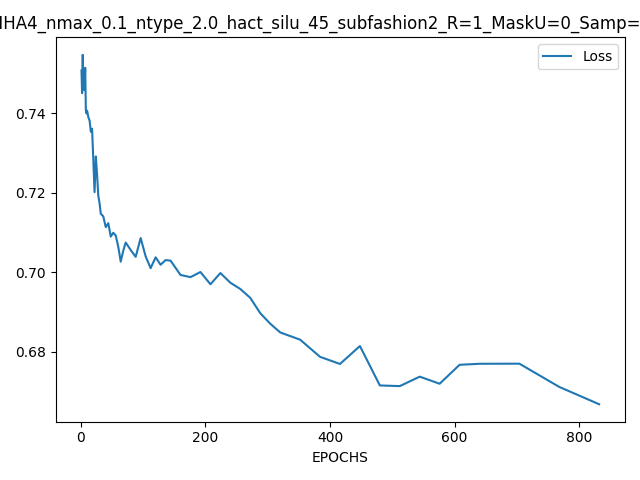 IHA4_nmax_0.1_ntype_2.0_hact_silu_45_subfashion2_R=1_MaskU=0_Samp=
Loss
0.74
0.72
0.70
0.68
0 200 400 600 800
EPOCHS